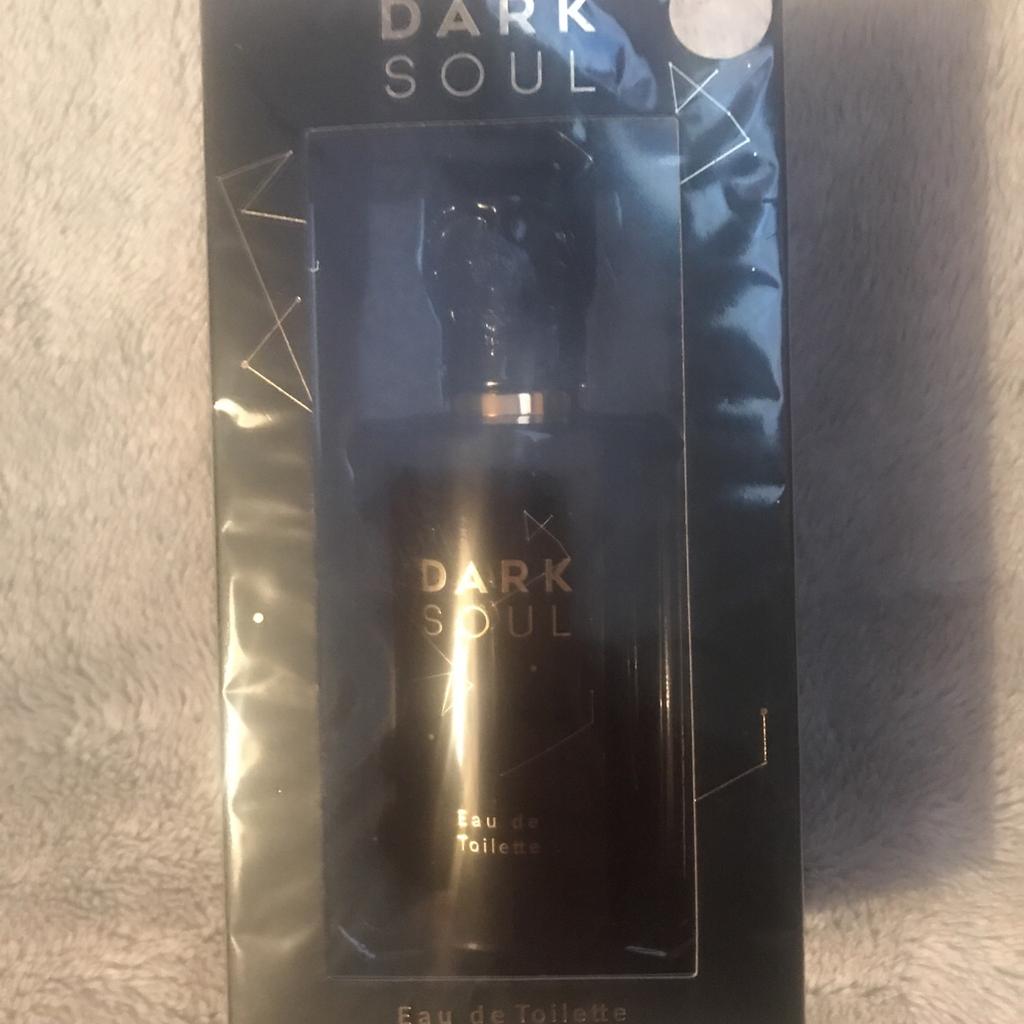 DARK
SOUL
DARK
SOUL
Eau de
Toilette
Eau de Toilette